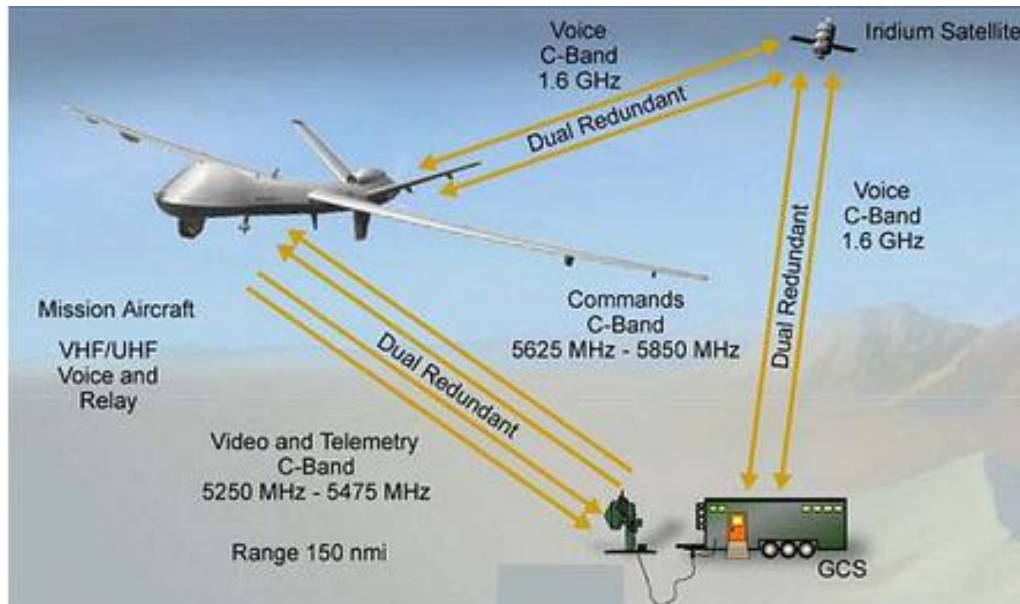 Voice
C-Band
1.6 GHz
Iridium Satellite
Dual Redundant
Voice
C-Band
1.6 GHz
Dual Redundant
Mission Aircraft
VHF/UHF
Voice and
Relay
Commands
C-Band
5625 MHz - 5850 MHz
Dual Redundant
Video and Telemetry
C-Band
5250 MHz - 5475 MHz
Range 150 nmi
GCS